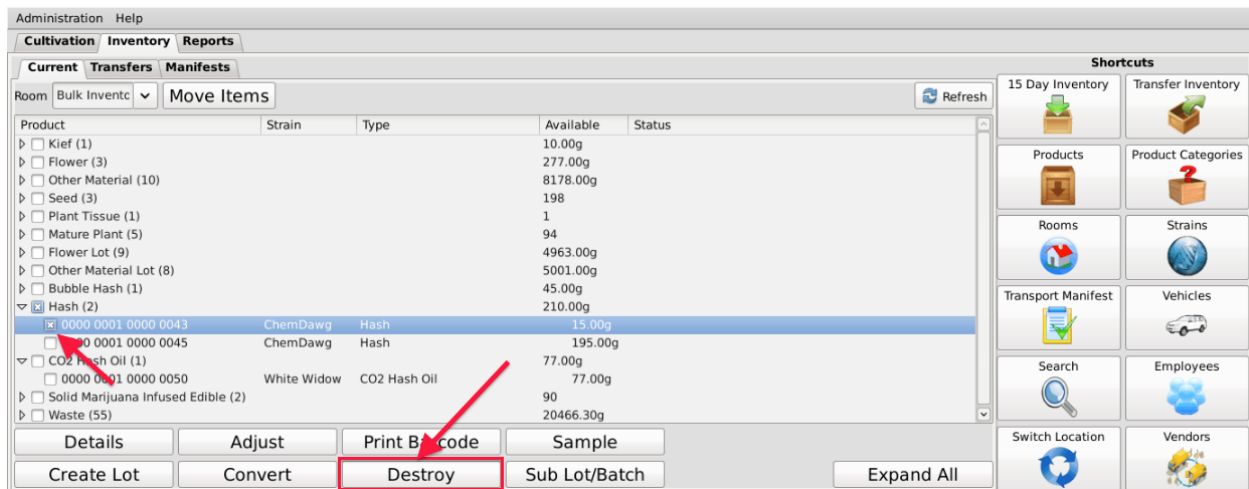 Administration Help
Cultivation Inventory Reports
Current Transfers Manifests
Shortcuts
Room Bulk Inventc Move Items Refresh
15 Day Inventory Transfer Inventory
Product Strain Type Available Status
Kief (1) 10.00g
Flower (3) 277.00g
Products Product Categories
Other Material (10) 8178.00g
Seed (3) 198
Plant Tissue (1) 1
Mature Plant (5) 94
Rooms Strains
Flower Lot (9) 4963.00g
Other Material Lot (8) 5001.00g
Bubble Hash (1) 45.00g
Transport Manifest Vehicles
Hash (2) 210.00g
0000 0001 0000 0043 ChemDawg Hash 15.00g
0000 0001 0000 0045 ChemDawg Hash 195.00g
CO2 Hash Oil (1) 77.00g
Search Employees
0000 0001 0000 0050 White Widow CO2 Hash Oil 77.00g
Solid Marijuana Infused Edible (2) 90
Waste (55) 20466.30g
Details Adjust Print Barcode Sample
Switch Location Vendors
Create Lot Convert Destroy Sub Lot/Batch Expand All